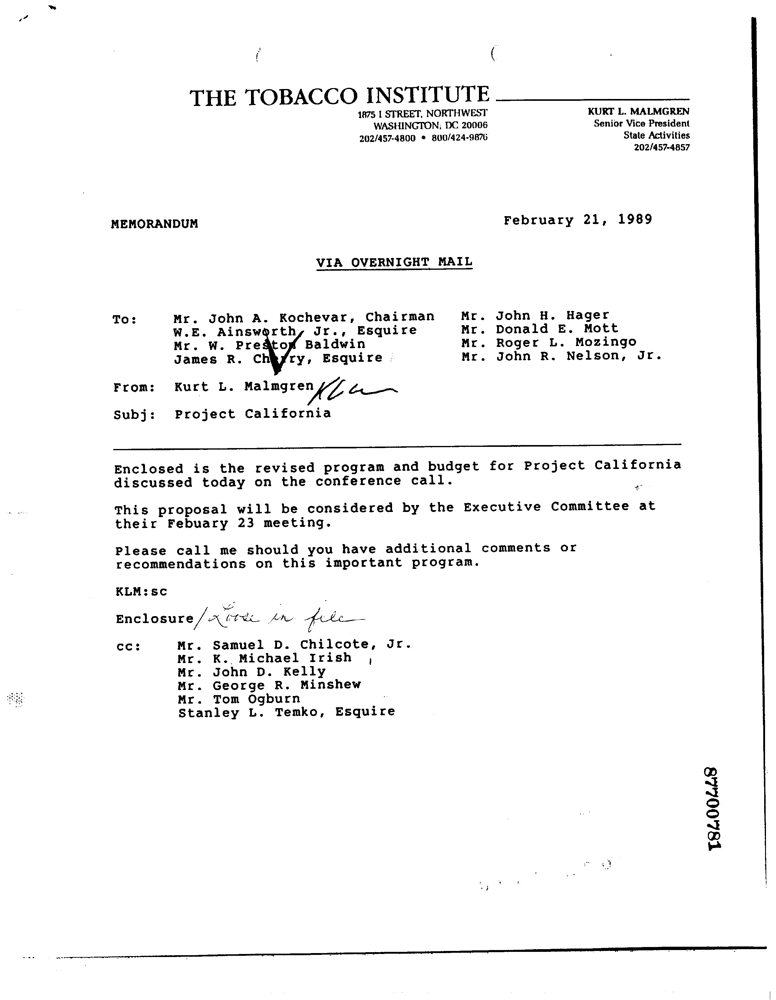 THE TOBACCO INSTITUTE
1875 I STREET, NORTHWEST
WASHINGTON, DC 20006
202/457-4800 • 800/424-9876
KURT L. MALMGREN
Senior Vice President
State Activities
202/457-4857
MEMORANDUM
February 21, 1989
VIA OVERNIGHT MAIL
To: Mr. John A. Kochevar, Chairman Mr. John H. Hager
W.E. Ainsworth, Jr., Esquire Mr. Donald E. Mott
Mr. W. Preston Baldwin Mr. Roger L. Mozingo
James R. Cherry, Esquire Mr. John R. Nelson, Jr.
From: Kurt L. Malmgren KLM
Subj: Project California
Enclosed is the revised program and budget for Project California
discussed today on the conference call.
This proposal will be considered by the Executive Committee at
their Febuary 23 meeting.
Please call me should you have additional comments or
recommendations on this important program.
KLM:sc
Enclosure/Loose in file
cc: Mr. Samuel D. Chilcote, Jr.
Mr. K. Michael Irish
Mr. John D. Kelly
Mr. George R. Minshew
Mr. Tom Ogburn
Stanley L. Temko, Esquire
87700781